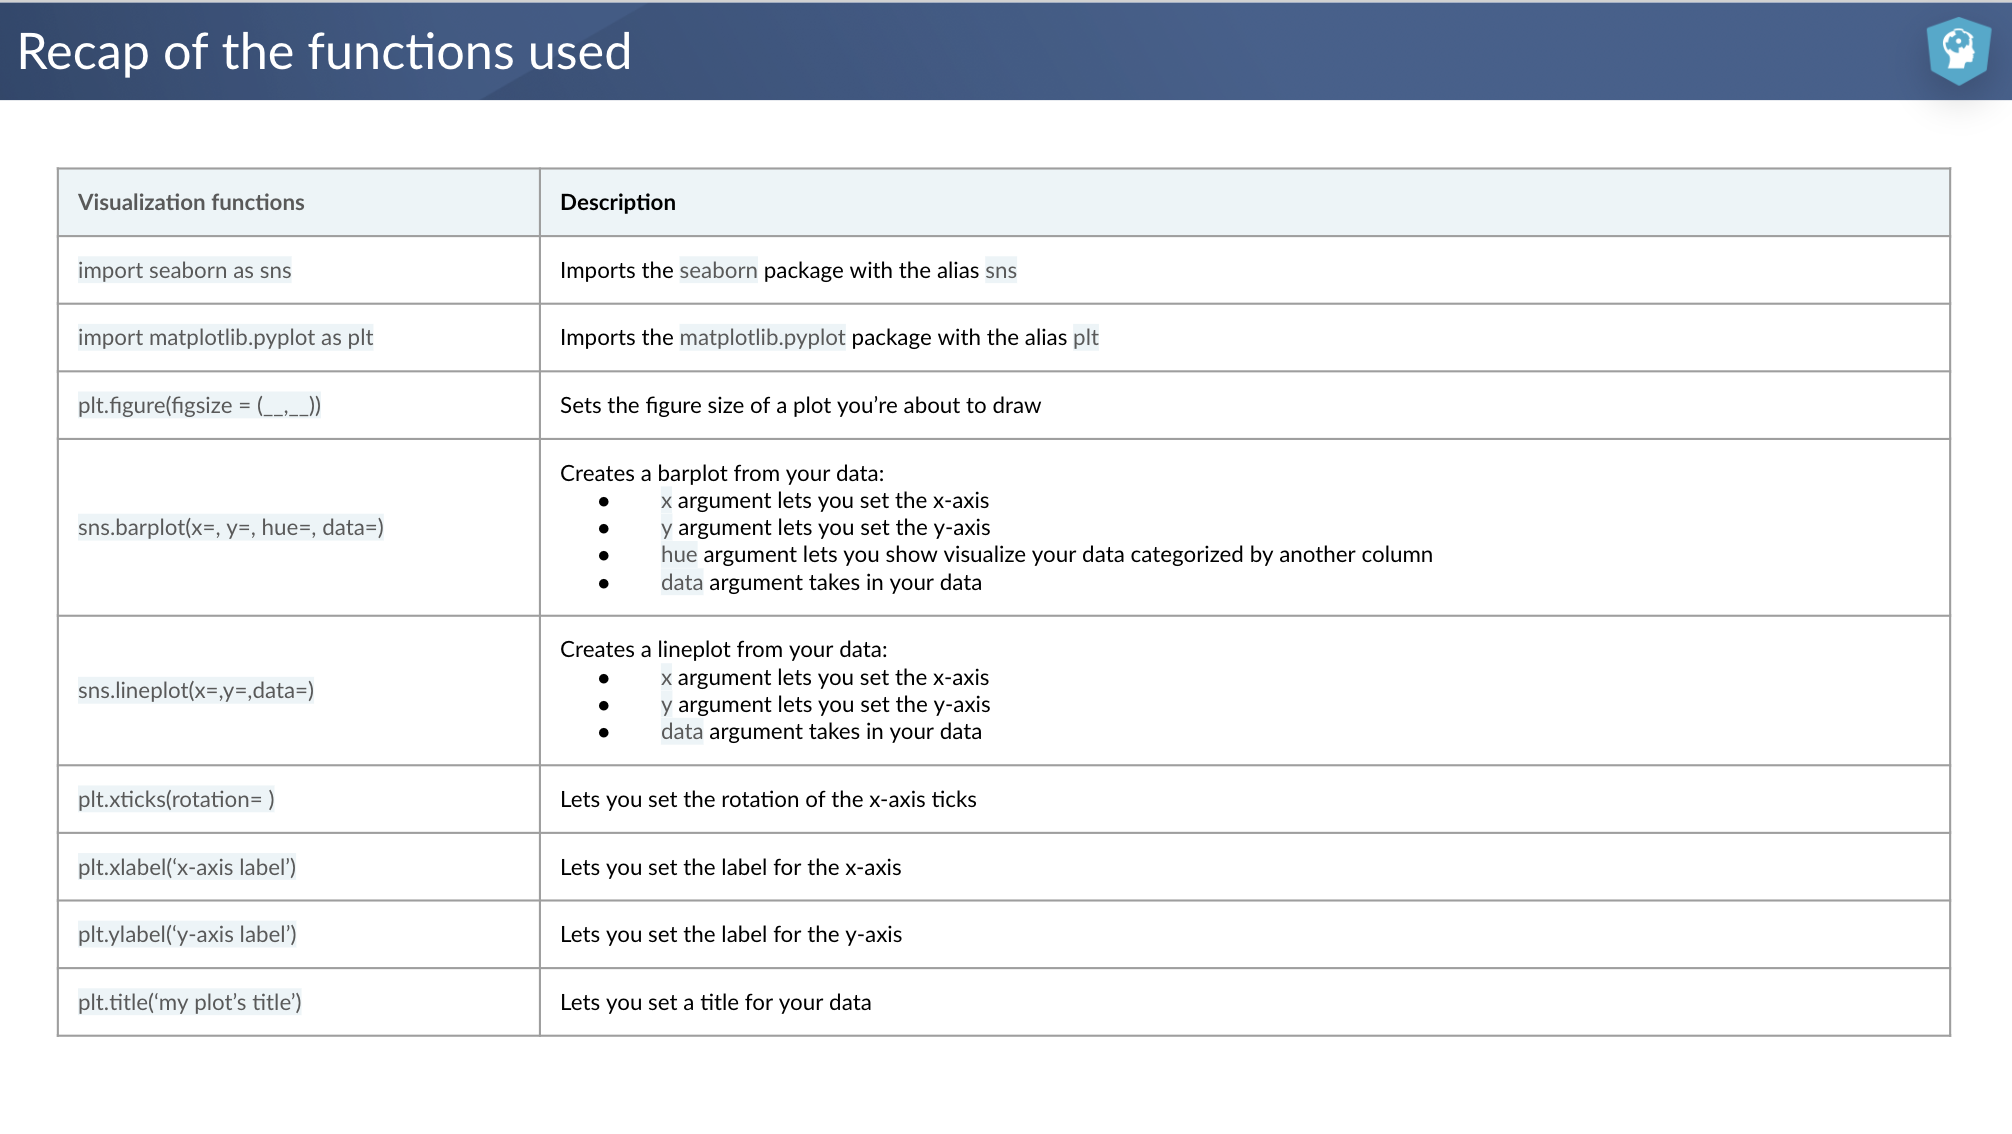 Recap of the functions used
Visualization functions
Description
import seaborn as sns
Imports the seaborn package with the alias sns
import matplotlib.pyplot as plt
Imports the matplotlib.pyplot package with the alias plt
plt.figure(figsize = (__,__))
Sets the figure size of a plot you’re about to draw
sns.barplot(x=, y=, hue=, data=)
Creates a barplot from your data:
● x argument lets you set the x-axis
● y argument lets you set the y-axis
● hue argument lets you show visualize your data categorized by another column
● data argument takes in your data
sns.lineplot(x=,y=,data=)
Creates a lineplot from your data:
● x argument lets you set the x-axis
● y argument lets you set the y-axis
● data argument takes in your data
plt.xticks(rotation= )
Lets you set the rotation of the x-axis ticks
plt.xlabel(‘x-axis label’)
Lets you set the label for the x-axis
plt.ylabel(‘y-axis label’)
Lets you set the label for the y-axis
plt.title(‘my plot’s title’)
Lets you set a title for your data